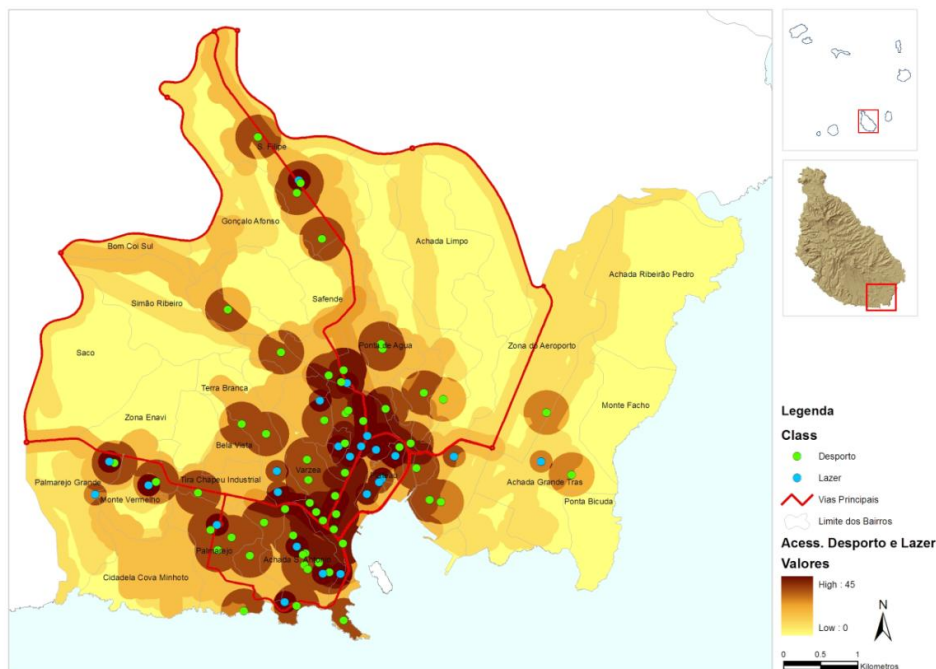 S. Filipe
Gonçalo Afonso
Bom Coi Sul
Achada Limpo
Achada Ribeirão Pedro
Simão Ribeiro
Safende
Saco
Ponta de Agua
Zona do Aeroporto
Terra Branca
Monte Facho
Zona Enavi
Bela Vista
Varzea
Palmarejo Grande
Tira Chapeu Industrial
Achada Grande Tras
Monte Vermelho
Ponta Bicuda
Palmarejo
Cidadela Cova Minhoto
Legenda
Class
Desporto
Lazer
Vias Principais
Limite dos Bairros
Acess. Desporto e Lazer
Valores
High : 45
Low : 0
N
0 0.5 1
Kilometros